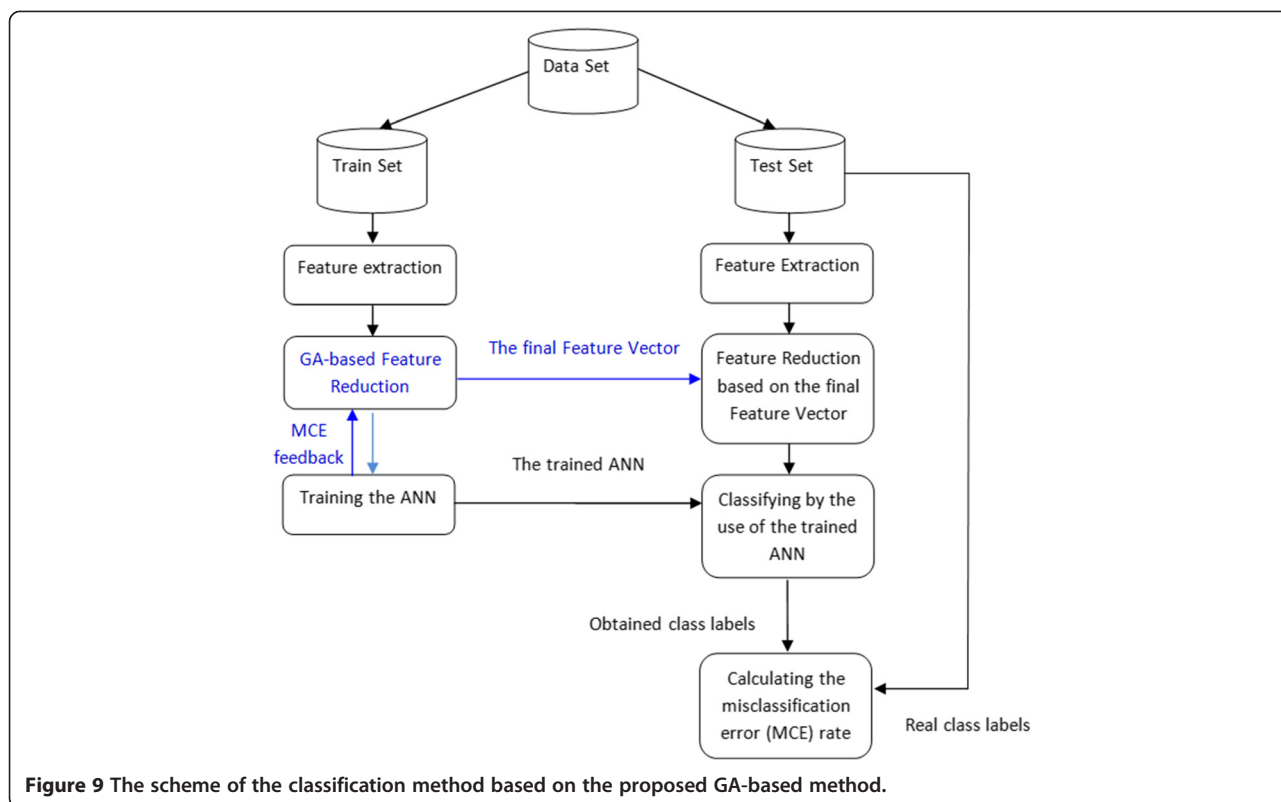 Data Set
Train Set
Test Set
Feature extraction
Feature Extraction
GA-based Feature
Reduction
The final Feature Vector
Feature Reduction
based on the final
Feature Vector
MCE
feedback
Training the ANN
The trained ANN
Classifying by the
use of the trained
ANN
Obtained class labels
Calculating the
misclassification
error (MCE) rate
Real class labels
Figure 9 The scheme of the classification method based on the proposed GA-based method.